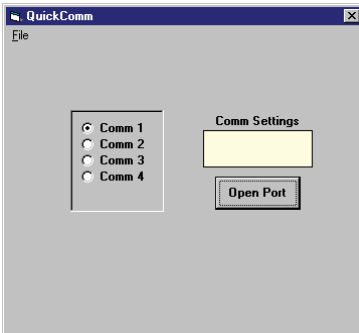 QuickComm
File
Comm 1
Comm 2
Comm 3
Comm 4
Comm Settings
Open Port